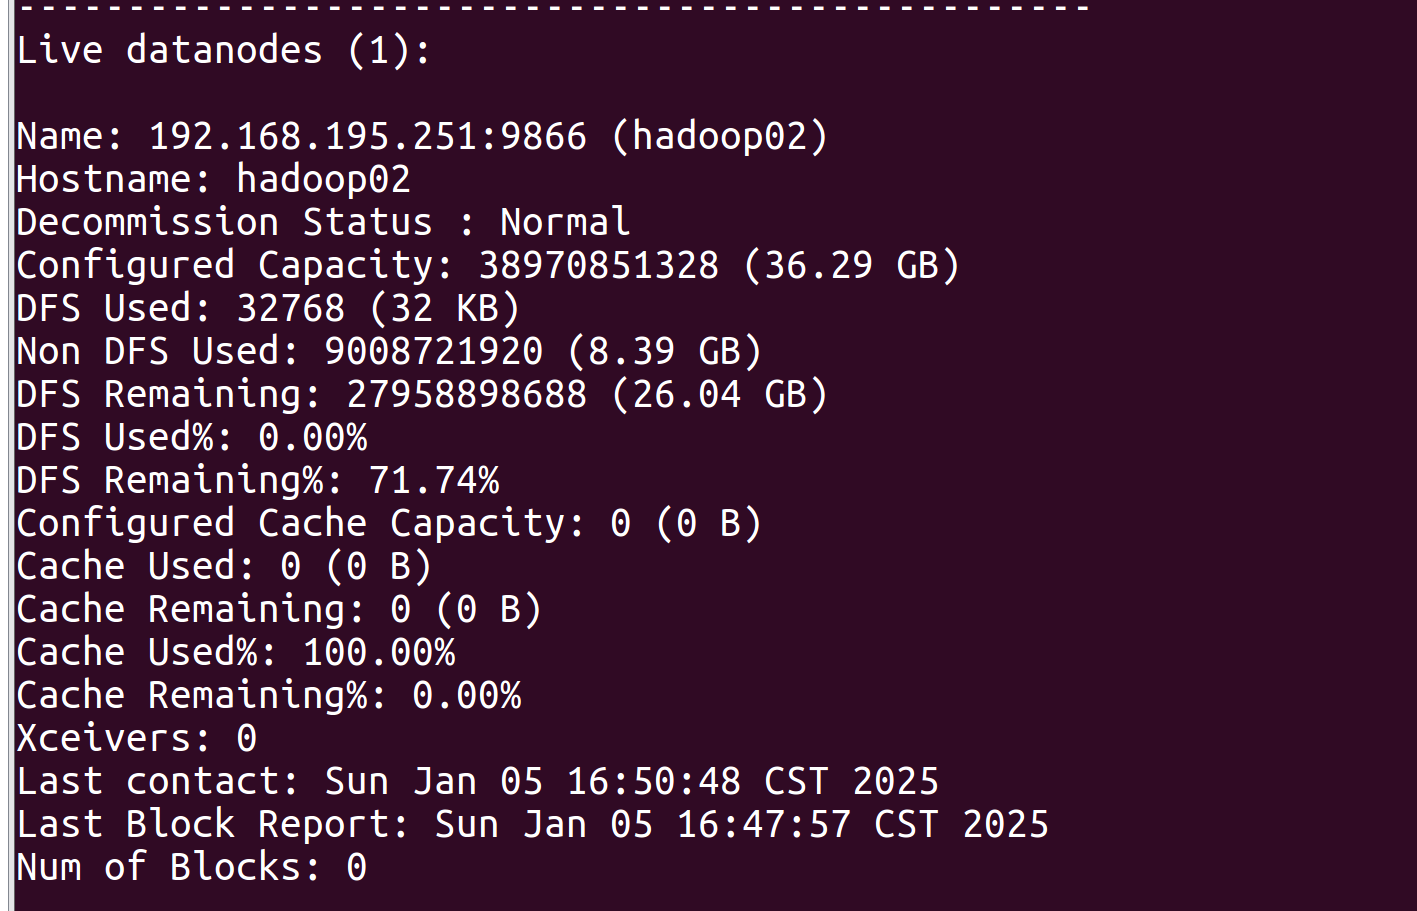 -------------------------------------------------
Live datanodes (1):
Name: 192.168.195.251:9866 (hadoop02)
Hostname: hadoop02
Decommission Status : Normal
Configured Capacity: 38970851328 (36.29 GB)
DFS Used: 32768 (32 KB)
Non DFS Used: 9008721920 (8.39 GB)
DFS Remaining: 27958898688 (26.04 GB)
DFS Used%: 0.00%
DFS Remaining%: 71.74%
Configured Cache Capacity: 0 (0 B)
Cache Used: 0 (0 B)
Cache Remaining: 0 (0 B)
Cache Used%: 100.00%
Cache Remaining%: 0.00%
Xceivers: 0
Last contact: Sun Jan 05 16:50:48 CST 2025
Last Block Report: Sun Jan 05 16:47:57 CST 2025
Num of Blocks: 0